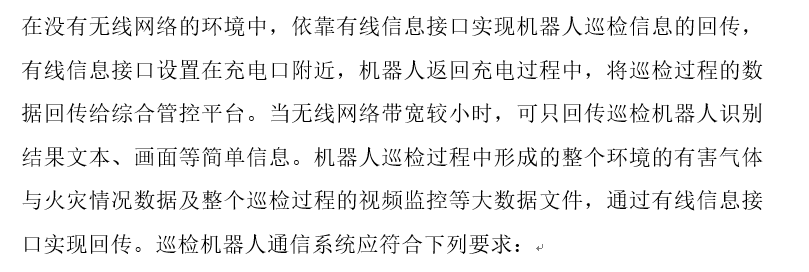 在没有无线网络的环境中，依靠有线信息接口实现机器人巡检信息的回传，
有线信息接口设置在充电口附近，机器人返回充电过程中，将巡检过程的数
据回传给综合管控平台。当无线网络带宽较小时，可只回传巡检机器人识别
结果文本、画面等简单信息。机器人巡检过程中形成的整个环境的有害气体
与火灾情况数据及整个巡检过程的视频监控等大数据文件，通过有线信息接
口实现回传。巡检机器人通信系统应符合下列要求：